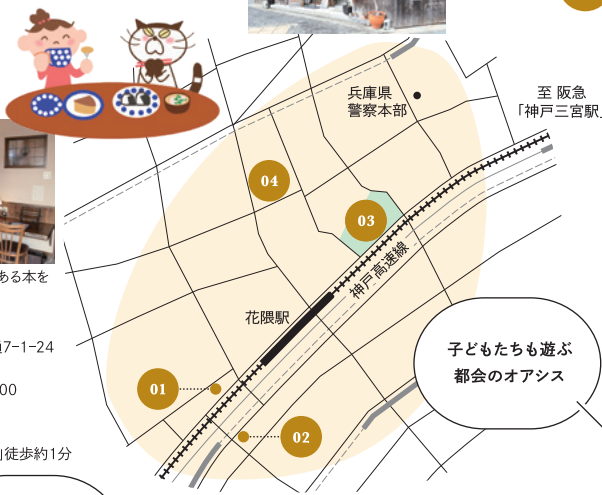 兵庫県
警察本部
至 阪急
「神戸三宮駅」
04
03
神戸高速線
花隈駅
ある本を
7-1-24
00
」徒歩約1分
01
02
子どもたちも遊ぶ
都会のオアシス